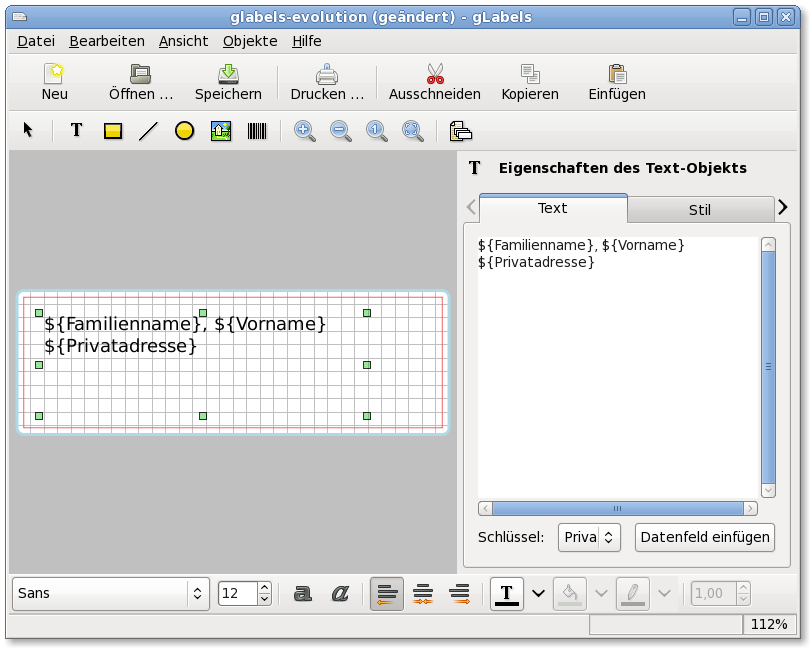 glabels-evolution (geändert) - gLabels
Datei Bearbeiten Ansicht Objekte Hilfe
Neu Öffnen ... Speichern Drucken ... Ausschneiden Kopieren Einfügen
T
T Eigenschaften des Text-Objekts
Text Stil
${Familienname}, ${Vorname}
${Privatadresse}
${Familienname}, ${Vorname}
${Privatadresse}
Schlüssel: Priva Datenfeld einfügen
Sans 12 a a T 1,00
112%